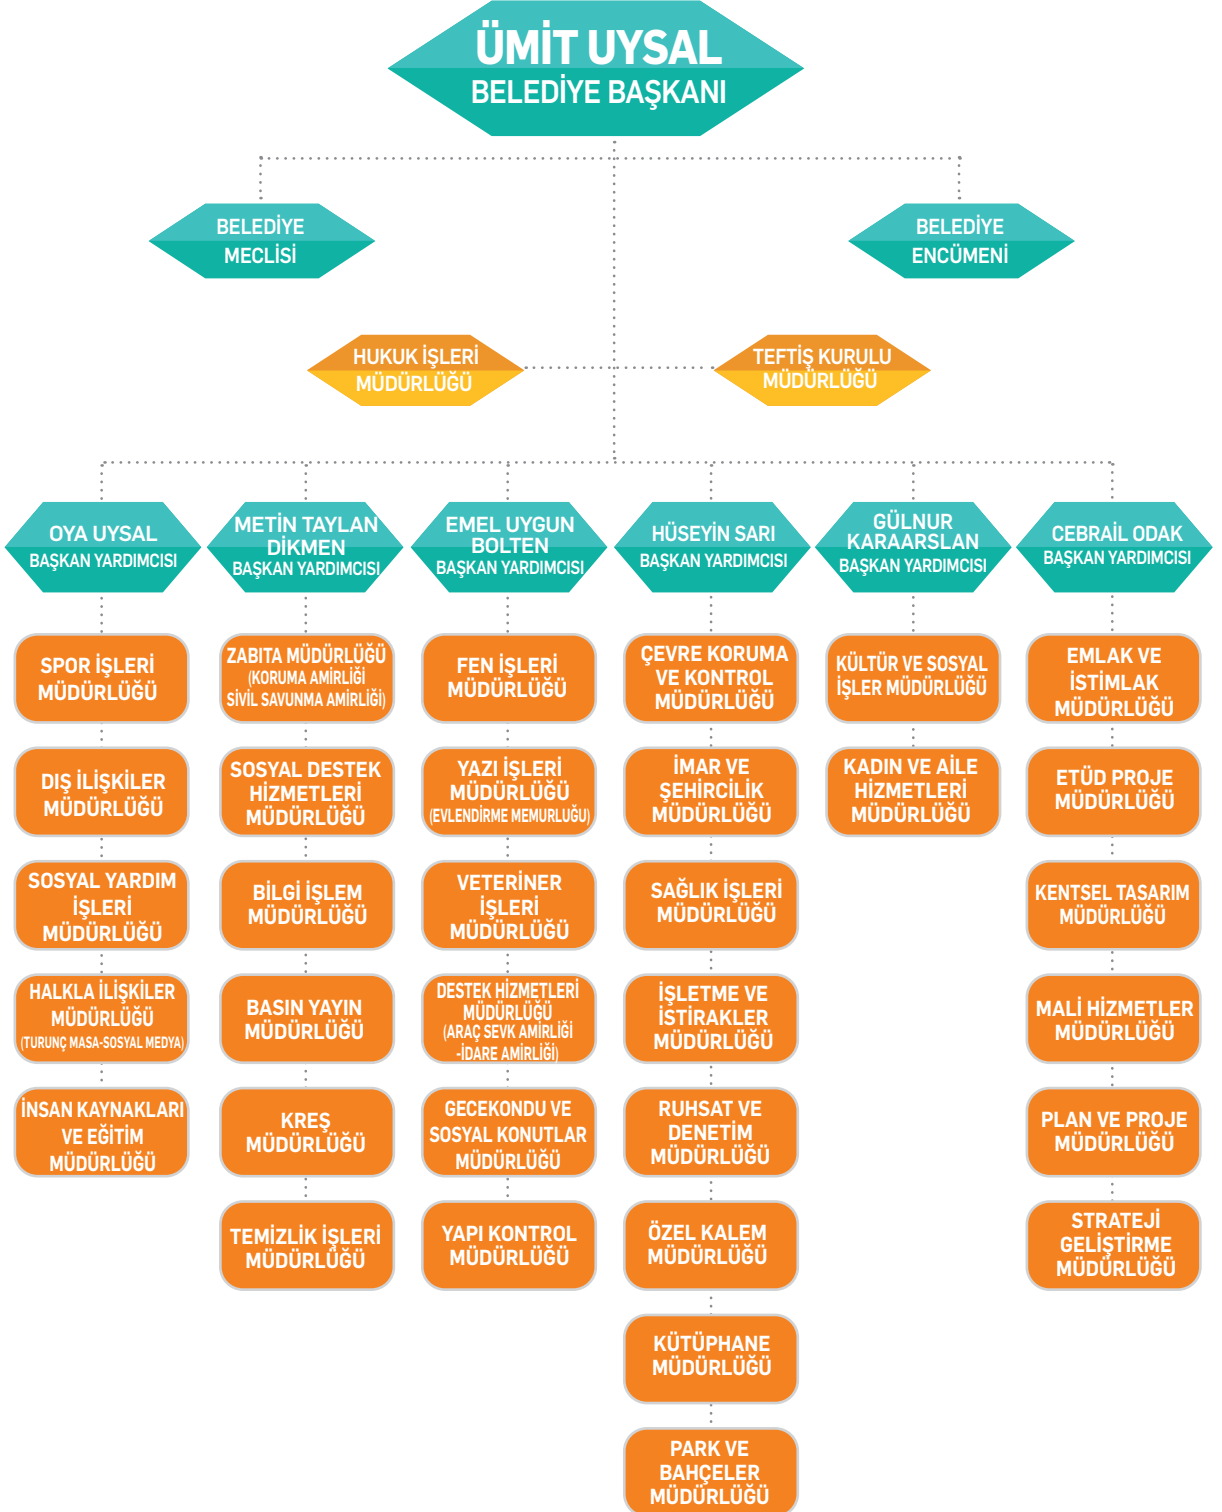 ÜMİT UYSAL
BELEDİYE BAŞKANI
BELEDİYE
MECLİSİ
BELEDİYE
ENCÜMENİ
HUKUK İŞLERİ
MÜDÜRLÜĞÜ
TEFTİŞ KURULU
MÜDÜRLÜĞÜ
OYA UYSAL
BAŞKAN YARDIMCISI
METİN TAYLAN
DİKMEN
BAŞKAN YARDIMCISI
EMEL UYGUN
BOLTEN
BAŞKAN YARDIMCISI
HÜSEYİN SARI
BAŞKAN YARDIMCISI
GÜLNUR
KARAARSLAN
BAŞKAN YARDIMCISI
CEBRAİL ODAK
BAŞKAN YARDIMCISI
SPOR İŞLERİ
MÜDÜRLÜĞÜ
DIŞ İLİŞKİLER
MÜDÜRLÜĞÜ
SOSYAL YARDIM
İŞLERİ
MÜDÜRLÜĞÜ
HALKLA İLİŞKİLER
MÜDÜRLÜĞÜ
(TURUNÇ MASA-SOSYAL MEDYA)
İNSAN KAYNAKLARI
VE EĞİTİM
MÜDÜRLÜĞÜ
ZABITA MÜDÜRLÜĞÜ
(KORUMA AMİRLİĞİ
SİVİL SAVUNMA AMİRLİĞİ)
SOSYAL DESTEK
HİZMETLERİ
MÜDÜRLÜĞÜ
BİLGİ İŞLEM
MÜDÜRLÜĞÜ
BASIN YAYIN
MÜDÜRLÜĞÜ
KREŞ
MÜDÜRLÜĞÜ
TEMİZLİK İŞLERİ
MÜDÜRLÜĞÜ
FEN İŞLERİ
MÜDÜRLÜĞÜ
YAZI İŞLERİ
MÜDÜRLÜĞÜ
(EVLENDİRME MEMURLUĞU)
VETERİNER
İŞLERİ
MÜDÜRLÜĞÜ
DESTEK HİZMETLERİ
MÜDÜRLÜĞÜ
(ARAÇ SEVK AMİRLİĞİ
-İDARE AMİRLİĞİ)
GECEKONDU VE
SOSYAL KONUTLAR
MÜDÜRLÜĞÜ
YAPI KONTROL
MÜDÜRLÜĞÜ
ÇEVRE KORUMA
VE KONTROL
MÜDÜRLÜĞÜ
İMAR VE
ŞEHİRCİLİK
MÜDÜRLÜĞÜ
SAĞLIK İŞLERİ
MÜDÜRLÜĞÜ
İŞLETME VE
İSTİRAKLER
MÜDÜRLÜĞÜ
RUHSAT VE
DENETİM
MÜDÜRLÜĞÜ
ÖZEL KALEM
MÜDÜRLÜĞÜ
KÜTÜPHANE
MÜDÜRLÜĞÜ
PARK VE
BAHÇELER
MÜDÜRLÜĞÜ
KÜLTÜR VE SOSYAL
İŞLER MÜDÜRLÜĞÜ
KADIN VE AİLE
HİZMETLERİ
MÜDÜRLÜĞÜ
EMLAK VE
İSTİMLAK
MÜDÜRLÜĞÜ
ETÜD PROJE
MÜDÜRLÜĞÜ
KENTSEL TASARIM
MÜDÜRLÜĞÜ
MALİ HİZMETLER
MÜDÜRLÜĞÜ
PLAN VE PROJE
MÜDÜRLÜĞÜ
STRATEJİ
GELİŞTİRME
MÜDÜRLÜĞÜ